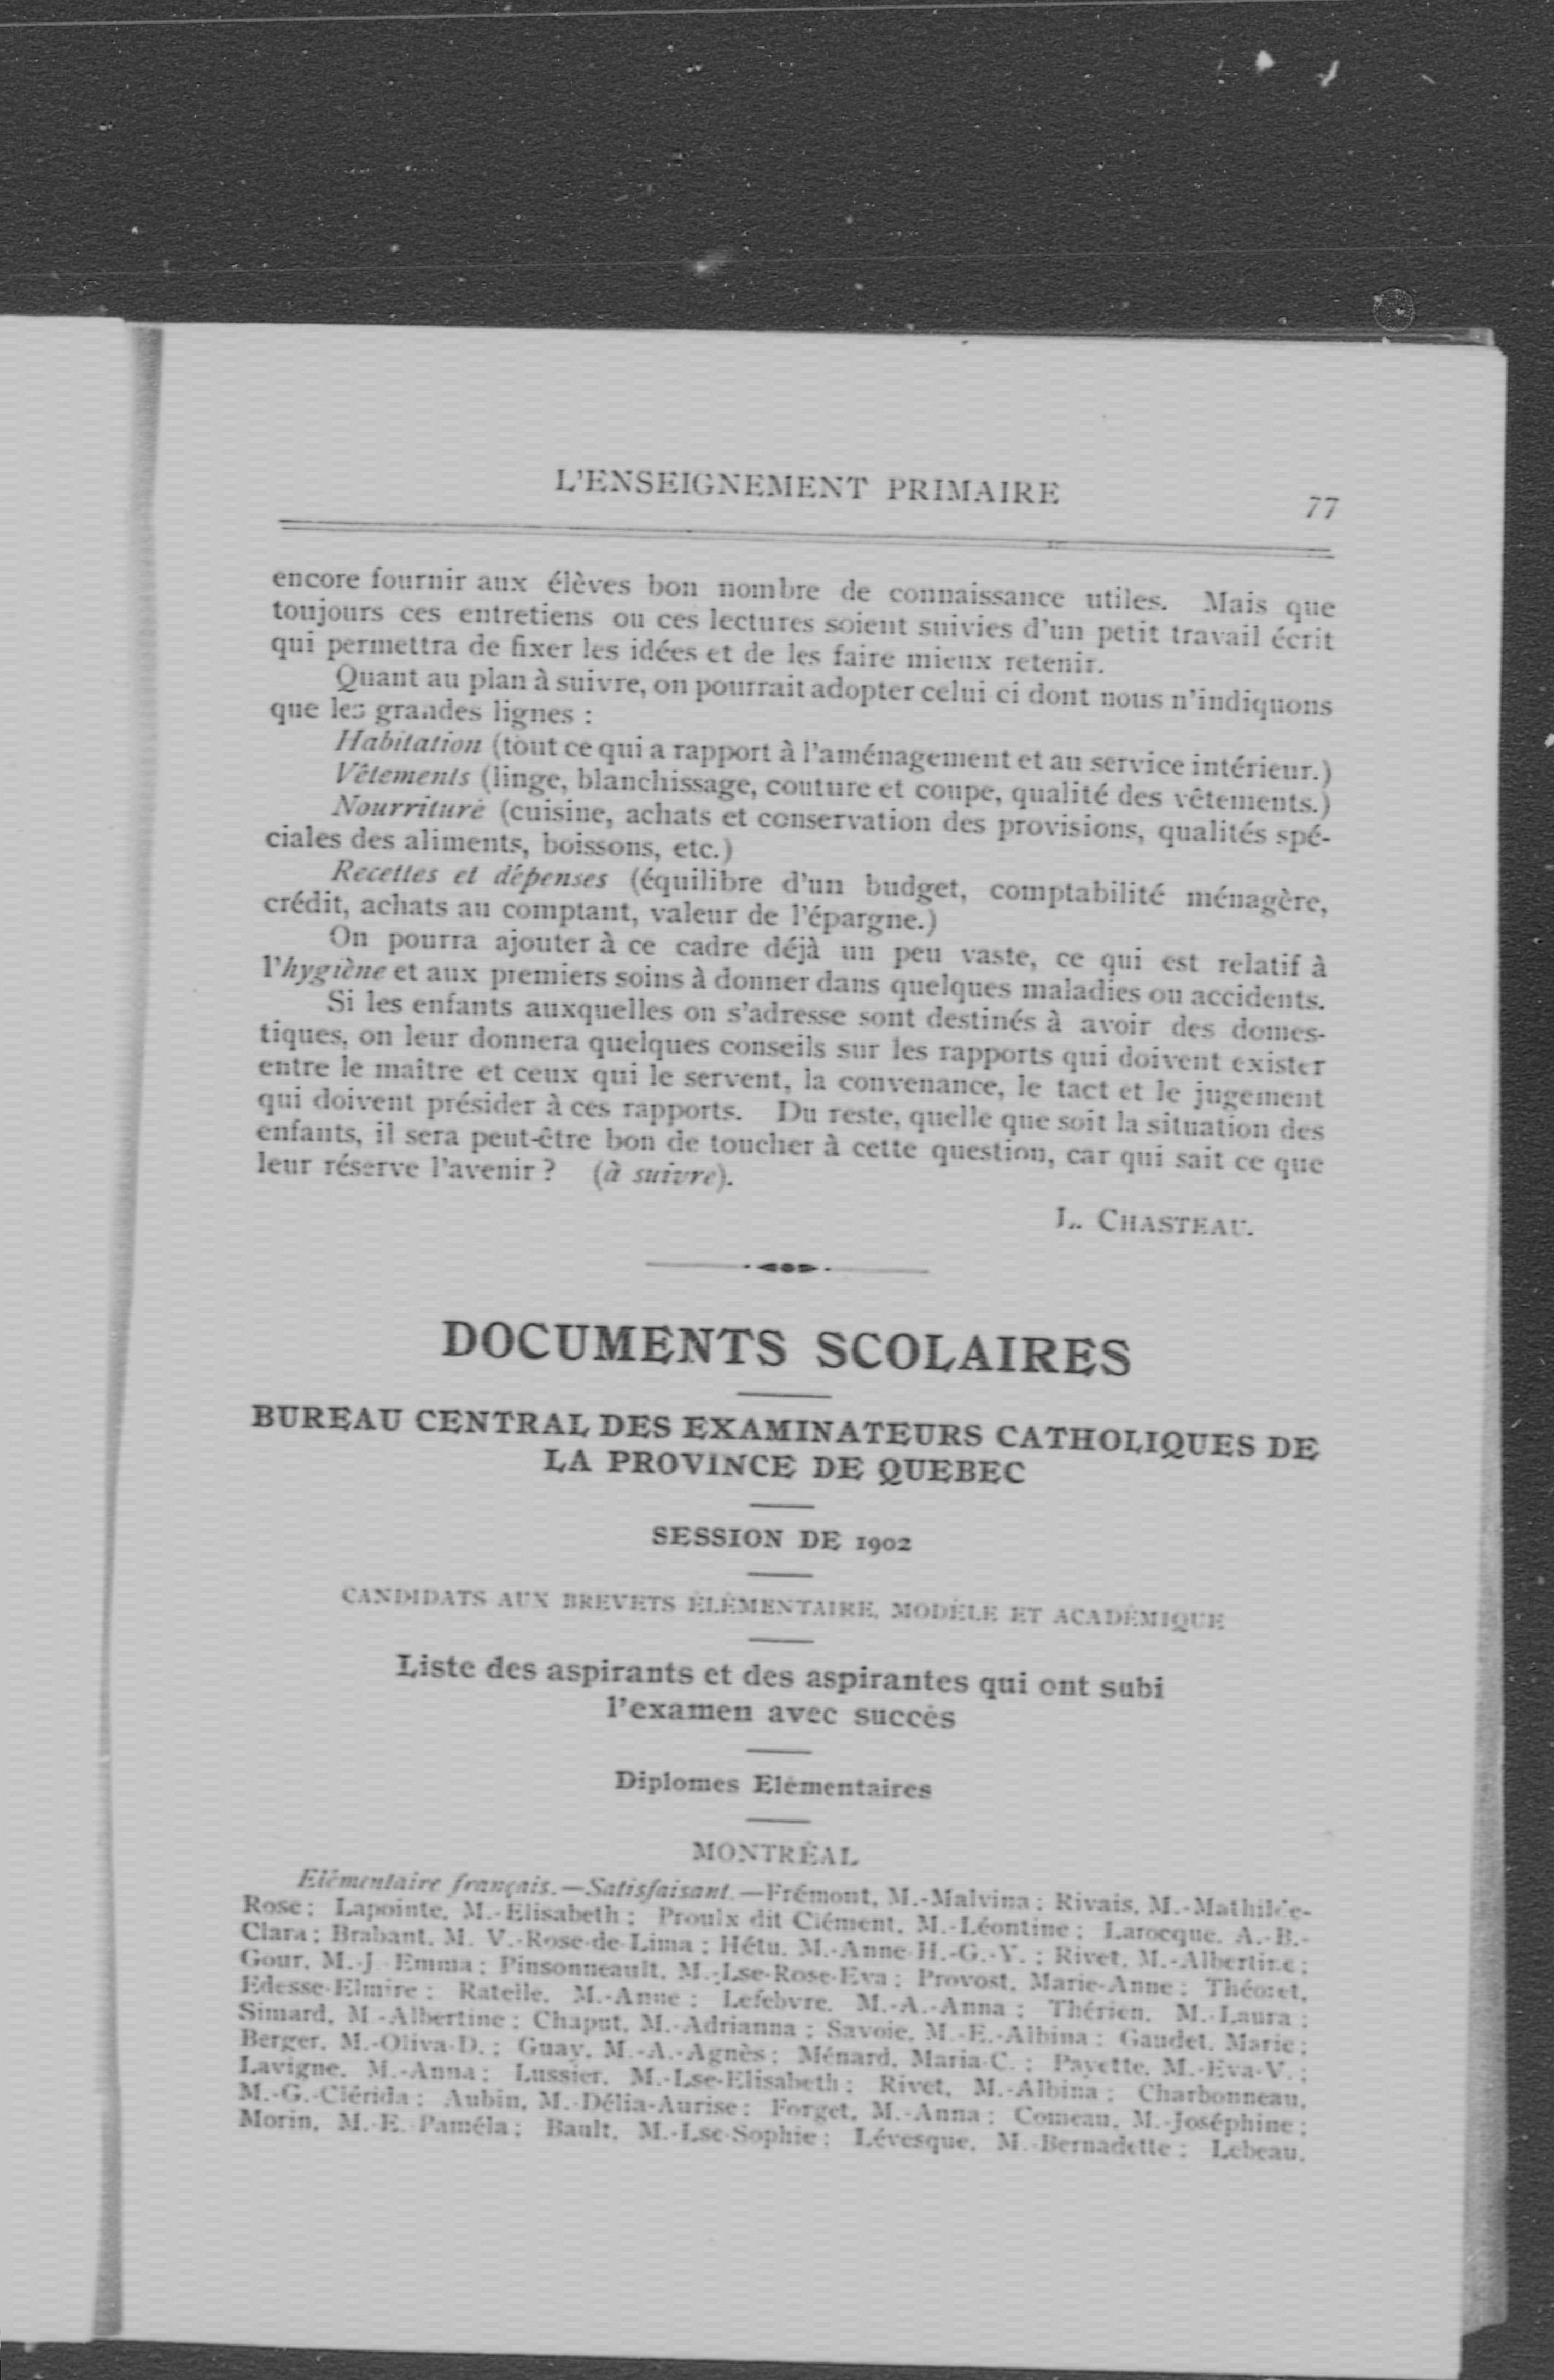 L'ENSEIGNEMENT PRIMAIRE 77
encore fournir aux élèves bon nombre de connaissance utiles. Mais que
toujours ces entretiens ou ces lectures soient suivies d'un petit travail écrit
qui permettra de fixer les idées et de les faire mieux retenir.
Quant au plan à suivre, on pourrait adopter celui ci dont nous n'indiquons
que les grandes lignes :
Habitation (tout ce qui a rapport à l'aménagement et au service intérieur.)
Vêtements (linge, blanchissage, couture et coupe, qualité des vêtements.)
Nourriture (cuisine, achats et conservation des provisions, qualités spé-
ciales des aliments, boissons, etc.)
Recettes et dépenses (équilibre d'un budget, comptabilité ménagère,
crédit, achats au comptant, valeur de l'épargne.)
On pourra ajouter à ce cadre déjà un peu vaste, ce qui est relatif à
l'hygiène et aux premiers soins à donner dans quelques maladies ou accidents.
Si les enfants auxquelles on s'adresse sont destinés à avoir des domes-
tiques, on leur donnera quelques conseils sur les rapports qui doivent exister
entre le maître et ceux qui le servent, la convenance, le tact et le jugement
qui doivent présider à ces rapports. Du reste, quelle que soit la situation des
enfants, il sera peut-être bon de toucher à cette question, car qui sait ce que
leur réserve l'avenir ? (à suivre).
L. CHASTEAU.
DOCUMENTS SCOLAIRES
BUREAU CENTRAL DES EXAMINATEURS CATHOLIQUES DE
LA PROVINCE DE QUEBEC
SESSION DE 1902
CANDIDATS AUX BREVETS ÉLÉMENTAIRE, MODÈLE ET ACADÉMIQUE
Liste des aspirants et des aspirantes qui ont subi
l'examen avec succès
Diplomes Elémentaires
MONTRÉAL
Elémentaire français.—Satisfaisant.—Frémont, M.-Malvina ; Rivais, M.-Mathilde-
Rose ; Lapointe, M.-Elisabeth ; Proulx dit Clément, M.-Léontine ; Larocque, A.-B.-
Clara ; Brabant, M. V.-Rose-de-Lima ; Hétu, M.-Anne-H.-G.-Y. ; Rivet, M.-Albertine ;
Gour, M.-J.-Emma ; Pinsonneault, M.-Lse-Rose-Eva ; Provost, Marie-Anne ; Théoret,
Edesse-Elmire ; Ratelle, M.-Anne ; Lefebvre, M.-A.-Anna ; Thérien, M.-Laura ;
Simard, M-Albertine ; Chaput, M.-Adrianna ; Savoie, M.-E.-Albina ; Gaudet, Marie ;
Berger, M.-Oliva-D. ; Guay, M.-A.-Agnès ; Ménard, Maria-C. ; Payette, M.-Eva-V. ;
Lavigne, M.-Anna ; Lussier, M.-Lse-Elisabeth ; Rivet, M.-Albina ; Charbonneau,
M.-G.-Clérida ; Aubin, M.-Délia-Aurise ; Forget, M.-Anna ; Comeau, M.-Joséphine ;
Morin, M.-E.-Paméla ; Bault, M.-Lse-Sophie ; Lévesque, M.-Bernadette ; Lebeau,